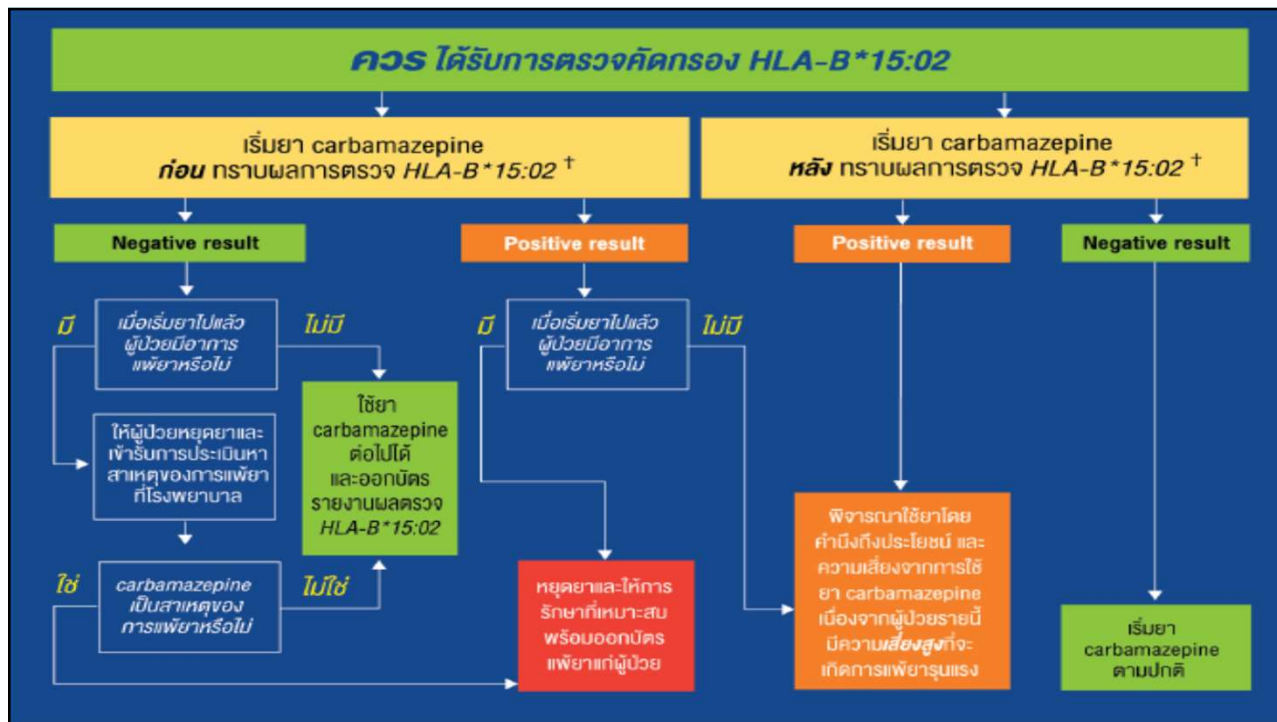 ควร ได้รับการตรวจคัดกรอง HLA-B*15:02
เริ่มยา carbamazepine
ก่อน ทราบผลการตรวจ HLA-B*15:02 †
เริ่มยา carbamazepine
หลัง ทราบผลการตรวจ HLA-B*15:02 †
Negative result
Positive result
Positive result
Negative result
มี
เมื่อเริ่มยาไปแล้ว
ผู้ป่วยมีอาการ
แพ้ยาหรือไม่
ไม่มี
มี
เมื่อเริ่มยาไปแล้ว
ผู้ป่วยมีอาการ
แพ้ยาหรือไม่
ไม่มี
ให้ผู้ป่วยหยุดยาและ
เข้ารับการประเมินหา
สาเหตุของการแพ้ยา
ที่โรงพยาบาล
ใช้ยา
carbamazepine
ต่อไปได้
และออกบัตร
รายงานผลตรวจ
HLA-B*15:02
ใช่
carbamazepine
เป็นสาเหตุของ
การแพ้ยาหรือไม่
ไม่ใช่
หยุดยาและให้การ
รักษาที่เหมาะสม
พร้อมออกบัตร
แพ้ยาแก่ผู้ป่วย
พิจารณาใช้ยาโดย
คำนึงถึงประโยชน์ และ
ความเสี่ยงจากการใช้
ยา carbamazepine
เนื่องจากผู้ป่วยรายนี้
มีความเสี่ยงสูงที่จะ
เกิดการแพ้ยารุนแรง
เริ่มยา
carbamazepine
ตามปกติ